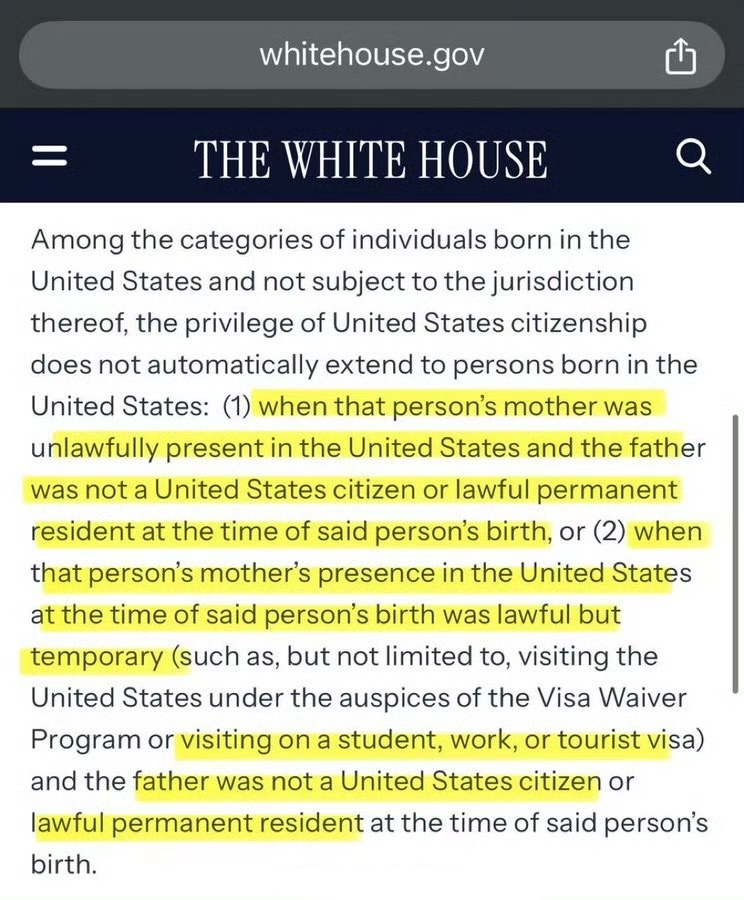 whitehouse.gov
THE WHITE HOUSE
Among the categories of individuals born in the
United States and not subject to the jurisdiction
thereof, the privilege of United States citizenship
does not automatically extend to persons born in the
United States:  (1) when that person’s mother was
unlawfully present in the United States and the father
was not a United States citizen or lawful permanent
resident at the time of said person’s birth, or (2) when
that person’s mother’s presence in the United States
at the time of said person’s birth was lawful but
temporary (such as, but not limited to, visiting the
United States under the auspices of the Visa Waiver
Program or visiting on a student, work, or tourist visa)
and the father was not a United States citizen or
lawful permanent resident at the time of said person’s
birth.